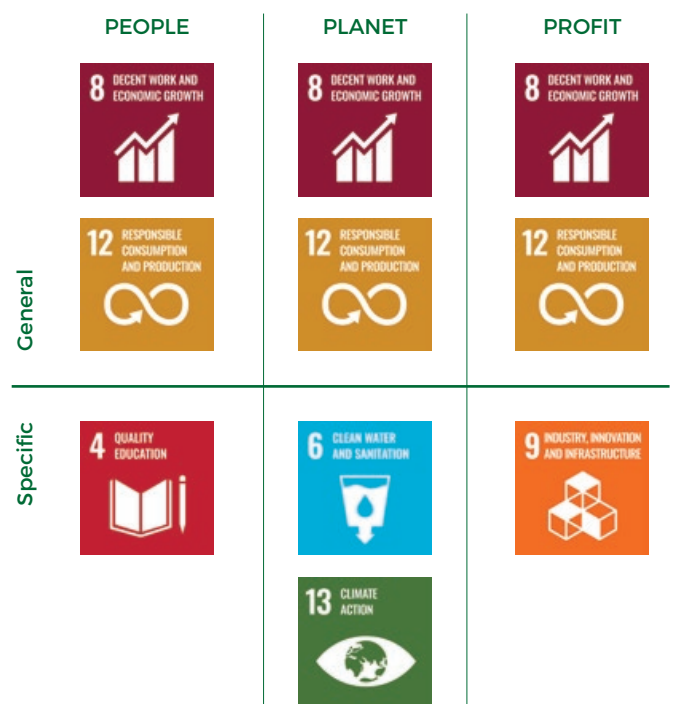 PEOPLE
PLANET
PROFIT
General
8 DECENT WORK AND
ECONOMIC GROWTH
8 DECENT WORK AND
ECONOMIC GROWTH
8 DECENT WORK AND
ECONOMIC GROWTH
12 RESPONSIBLE
CONSUMPTION
AND PRODUCTION
12 RESPONSIBLE
CONSUMPTION
AND PRODUCTION
12 RESPONSIBLE
CONSUMPTION
AND PRODUCTION
Specific
4 QUALITY
EDUCATION
6 CLEAN WATER
AND SANITATION
9 INDUSTRY, INNOVATION
AND INFRASTRUCTURE
13 CLIMATE
ACTION